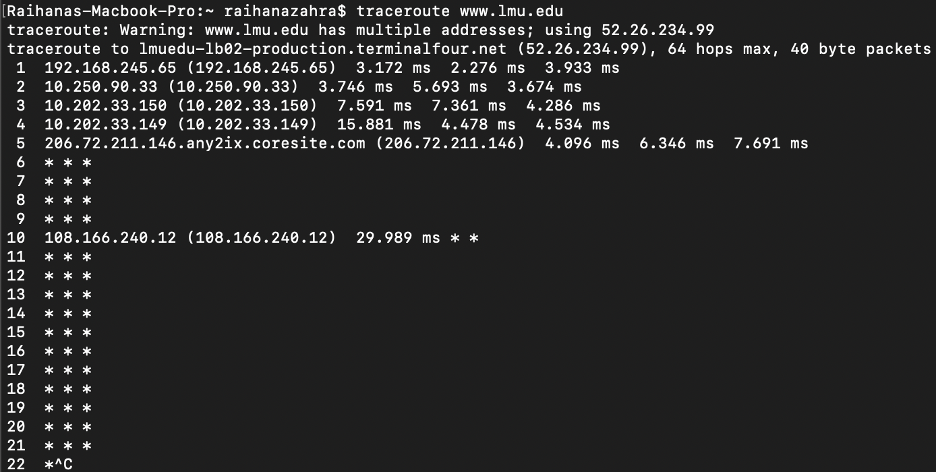 [Raihanas-Macbook-Pro:~ raihanazahra$ traceroute www.lmu.edu
traceroute: Warning: www.lmu.edu has multiple addresses; using 52.26.234.99
traceroute to lmuedu-lb02-production.terminalfour.net (52.26.234.99), 64 hops max, 40 byte packets
 1  192.168.245.65 (192.168.245.65)  3.172 ms  2.276 ms  3.933 ms
 2  10.250.90.33 (10.250.90.33)  3.746 ms  5.693 ms  3.674 ms
 3  10.202.33.150 (10.202.33.150)  7.591 ms  7.361 ms  4.286 ms
 4  10.202.33.149 (10.202.33.149)  15.881 ms  4.478 ms  4.534 ms
 5  206.72.211.146.any2ix.coresite.com (206.72.211.146)  4.096 ms  6.346 ms  7.691 ms
 6  * * *
 7  * * *
 8  * * *
 9  * * *
10  108.166.240.12 (108.166.240.12)  29.989 ms * *
11  * * *
12  * * *
13  * * *
14  * * *
15  * * *
16  * * *
17  * * *
18  * * *
19  * * *
20  * * *
21  * * *
22  *^C